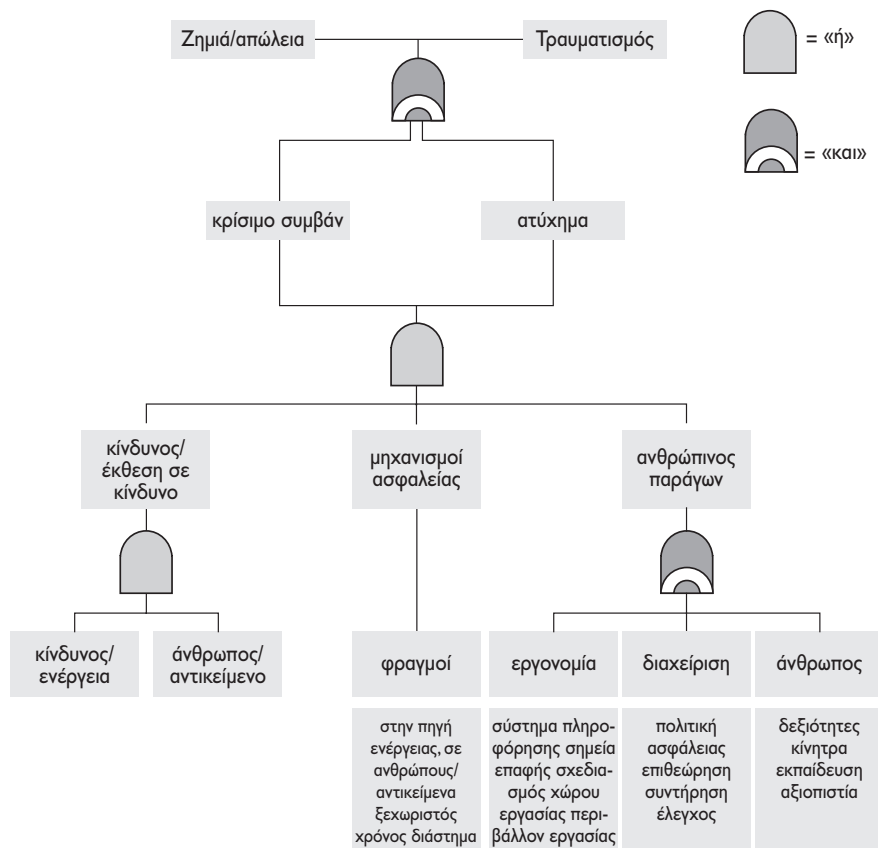 Ζημιά/απώλεια
Τραυματισμός
= «ή»
= «και»
κρίσιμο συμβάν
ατύχημα
κίνδυνος/
έκθεση σε
κίνδυνο
μηχανισμοί
ασφαλείας
ανθρώπινος
παράγων
κίνδυνος/
ενέργεια
άνθρωπος/
αντικείμενο
φραγμοί
εργονομία
διαχείριση
άνθρωπος
στην πηγή
ενέργειας, σε
ανθρώπους/
αντικείμενα
ξεχωριστός
χρόνος διάστημα
σύστημα πληρο-
φόρησης σημεία
επαφής σχεδια-
σμός χώρου
εργασίας περι-
βάλλον εργασίας
πολιτική
ασφάλειας
επιθεώρηση
συντήρηση
έλεγχος
δεξιότητες
κίνητρα
εκπαίδευση
αξιοπιστία